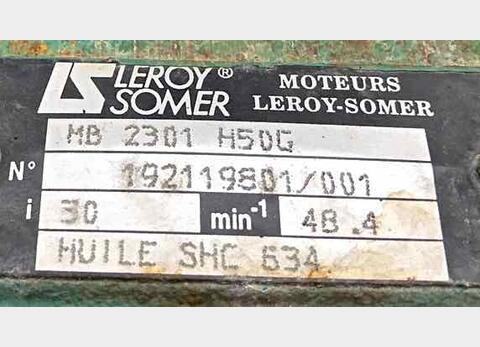 LEROY® SOMER
MOTEURS LEROY-SOMER
MB 2301 H50G
N° 192119801/001
i 30 min-1 48.4
HUILE SHC 634